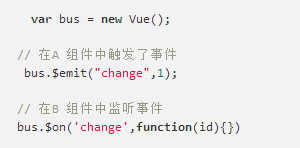 var bus = new Vue();
// 在A 组件中触发了事件
bus.$emit("change",1);
// 在B 组件中监听事件
bus.$on('change',function(id){})